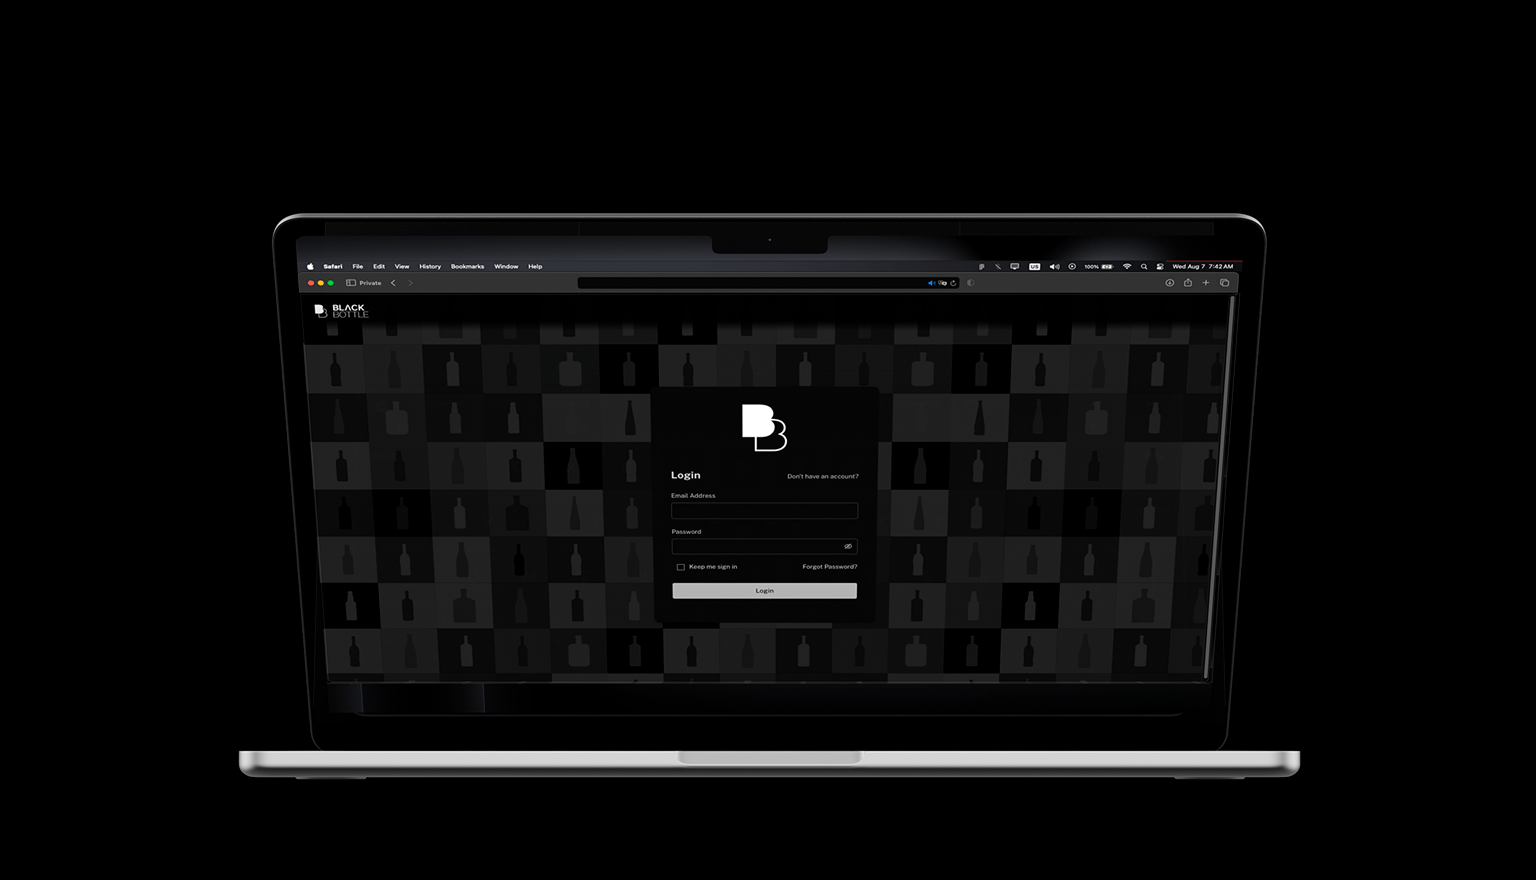 Safari File Edit View History Bookmarks Window Help US 100% Wed Aug 7 7:42 AM
Private
BLACK
BOTTLE
Login Don't have an account?
Email Address
Password
Keep me sign in Forgot Password?
Login